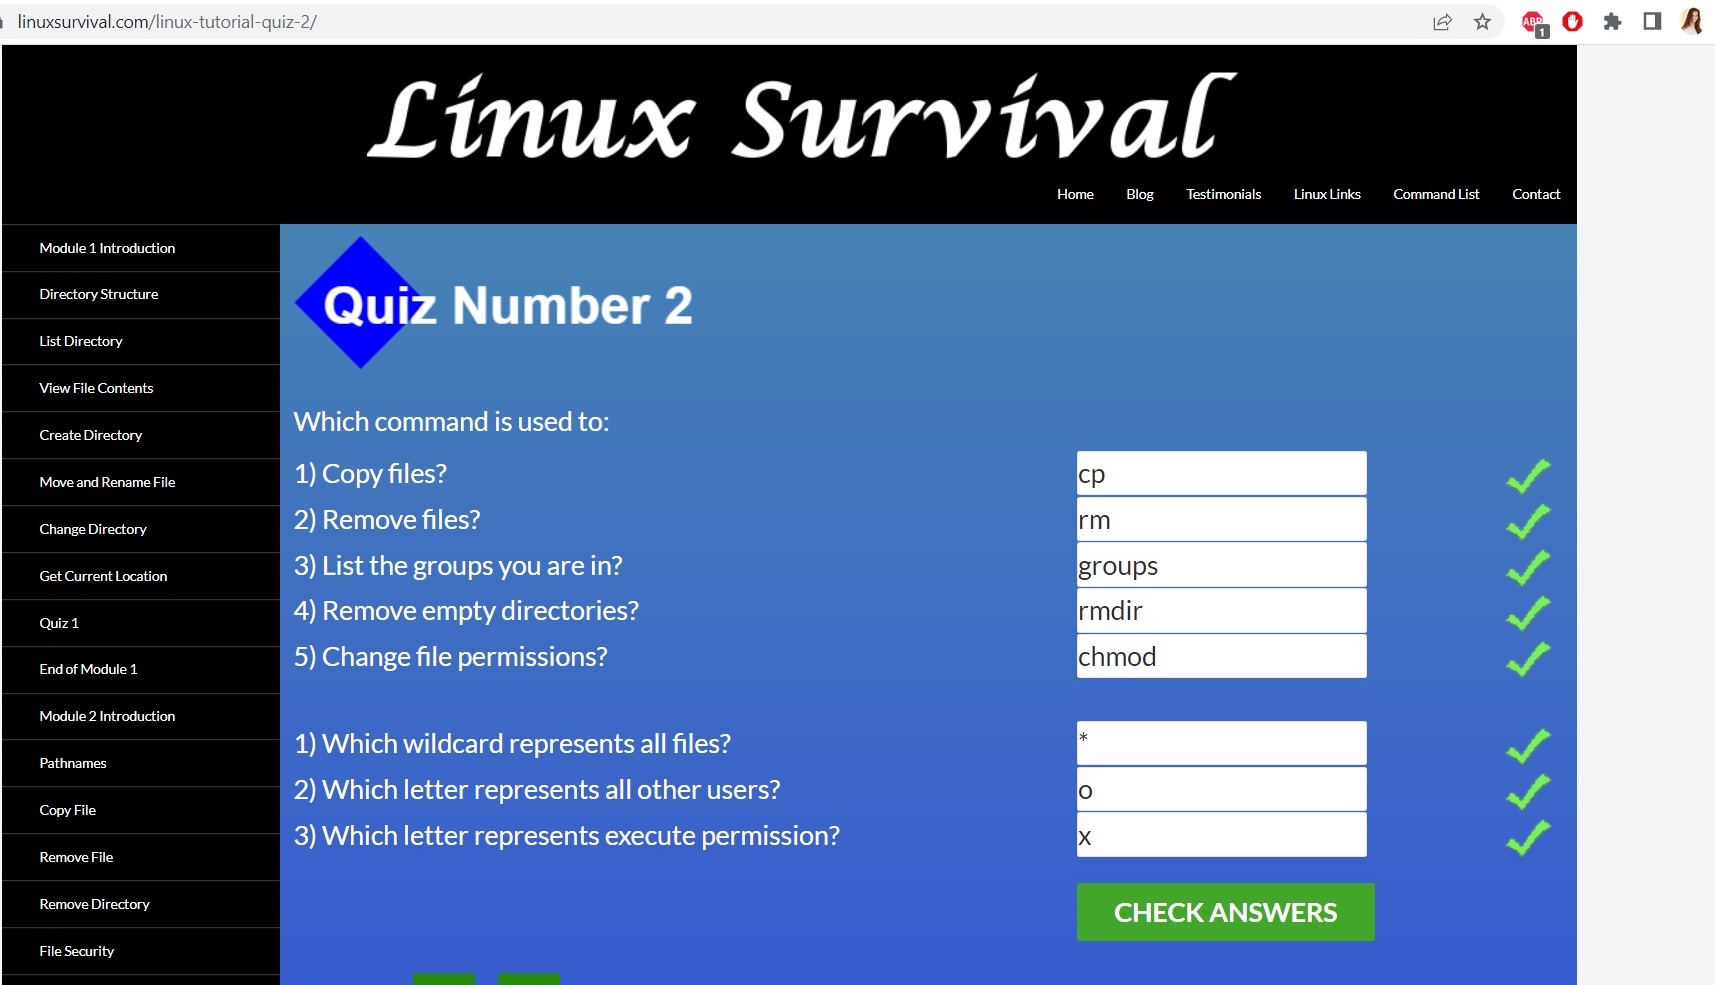 linuxsurvival.com/linux-tutorial-quiz-2/
ABP
1
Linux Survival
Home Blog Testimonials Linux Links Command List Contact
Module 1 Introduction
Directory Structure
List Directory
View File Contents
Create Directory
Move and Rename File
Change Directory
Get Current Location
Quiz 1
End of Module 1
Module 2 Introduction
Pathnames
Copy File
Remove File
Remove Directory
File Security
Quiz Number 2
Which command is used to:
1) Copy files? cp
2) Remove files? rm
3) List the groups you are in? groups
4) Remove empty directories? rmdir
5) Change file permissions? chmod
1) Which wildcard represents all files? *
2) Which letter represents all other users? o
3) Which letter represents execute permission? x
CHECK ANSWERS